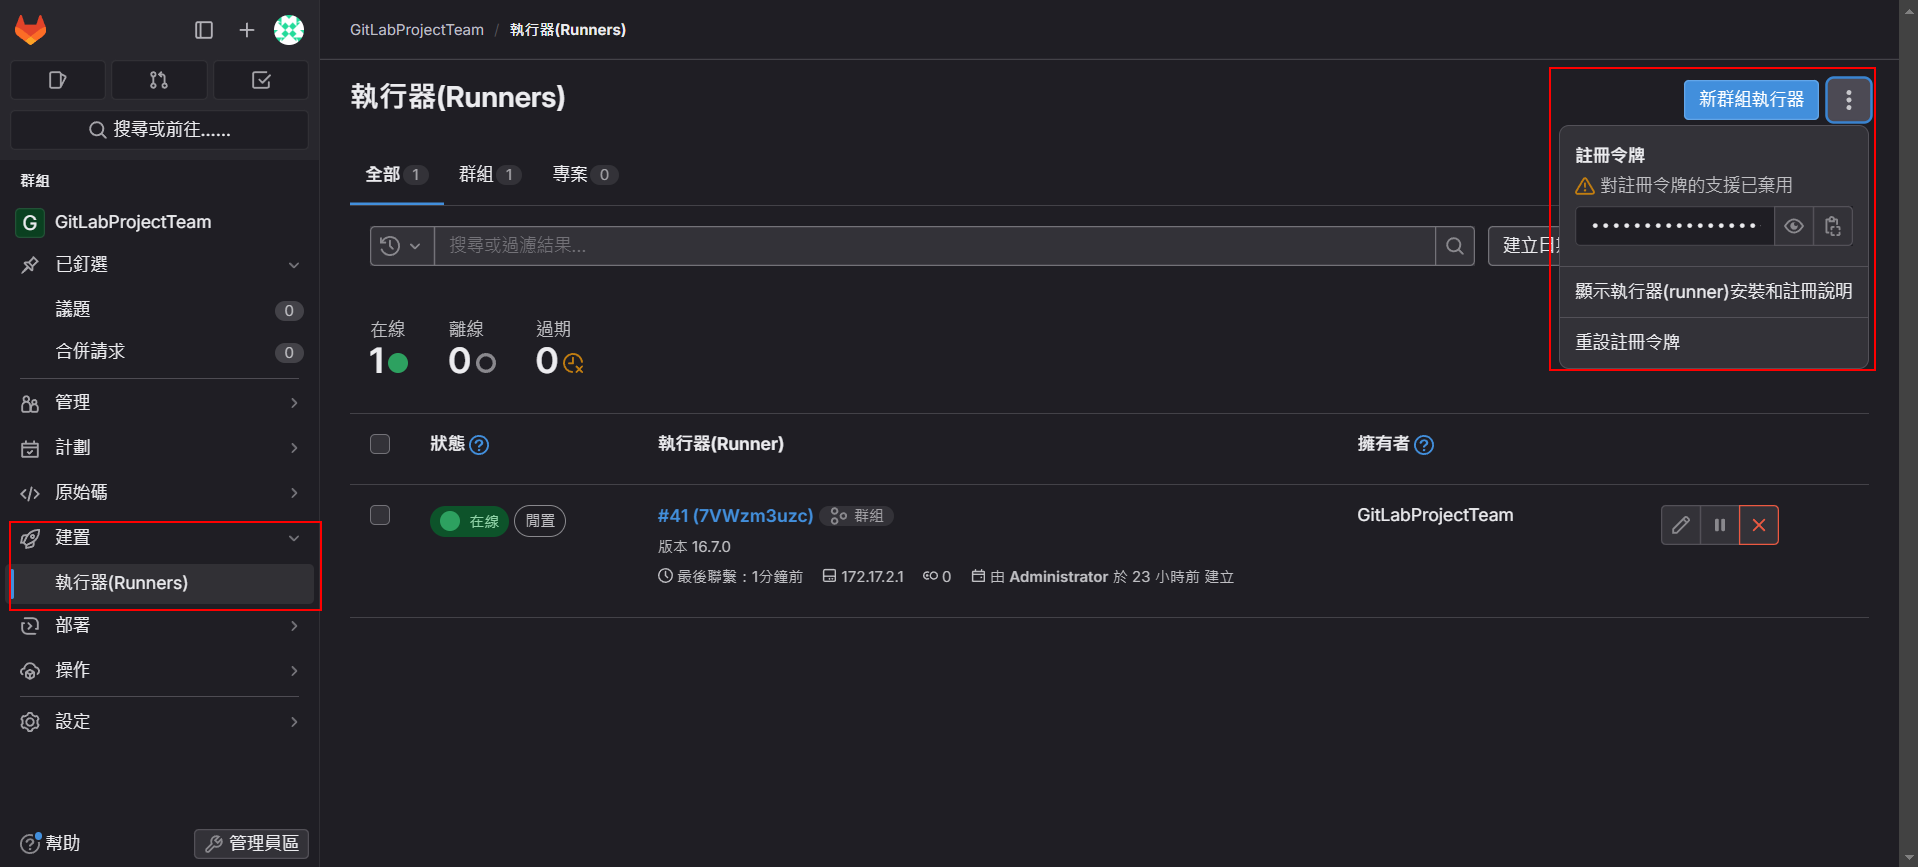 GitLabProjectTeam / 執行器(Runners)
搜尋或前往......
群組
G GitLabProjectTeam
已釘選
議題 0
合併請求 0
管理
計劃
原始碼
建置
執行器(Runners)
部署
操作
設定
幫助
管理員區
執行器(Runners)
新群組執行器
全部 1 群組 1 專案 0
搜尋或過濾結果...
建立日
註冊令牌
對註冊令牌的支援已棄用
顯示執行器(runner)安裝和註冊說明
重設註冊令牌
在線 離線 過期
1 0 0
狀態 執行器(Runner) 擁有者
在線 閒置 #41 (7VWzm3uzc) 群組 GitLabProjectTeam
版本 16.7.0
最後聯繫：1分鐘前 172.17.2.1 0 由 Administrator 於 23 小時前 建立